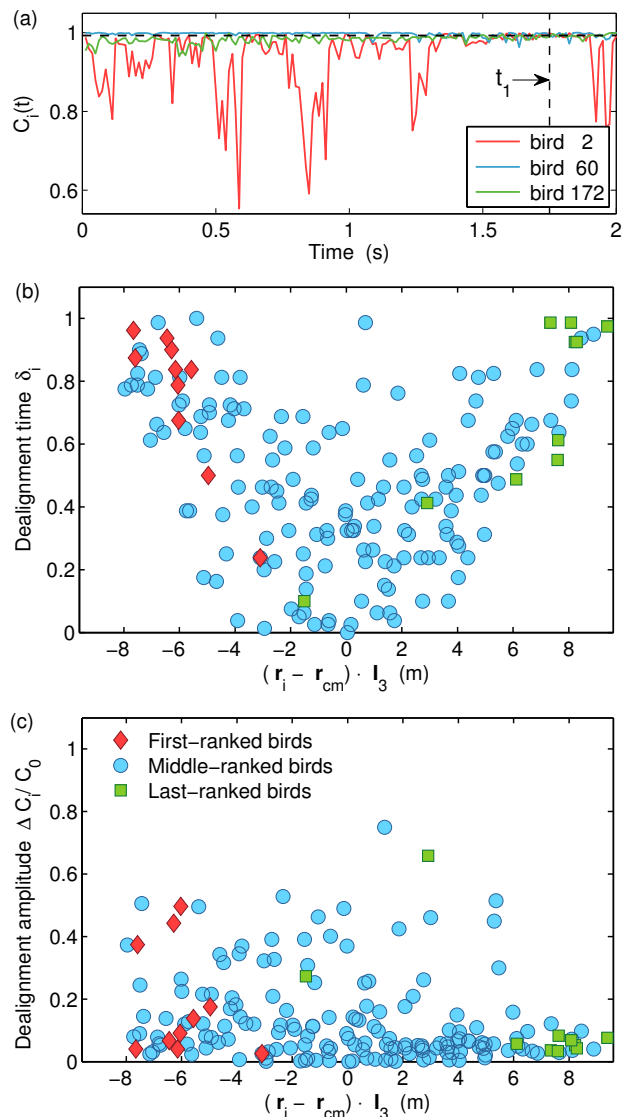 (a)
1
0.8
0.6
C_i(t)
t_1
bird 2
bird 60
bird 172
0 0.5 1 1.5 2
Time (s)
(b)
1
0.8
0.6
0.4
0.2
0
Dealignment time δ_i
−8 −6 −4 −2 0 2 4 6 8
( r_i − r_cm) · I_3 (m)
(c)
First−ranked birds
Middle−ranked birds
Last−ranked birds
1
0.8
0.6
0.4
0.2
0
Dealignment amplitude Δ C_i / C_0
−8 −6 −4 −2 0 2 4 6 8
( r_i − r_cm) · I_3 (m)